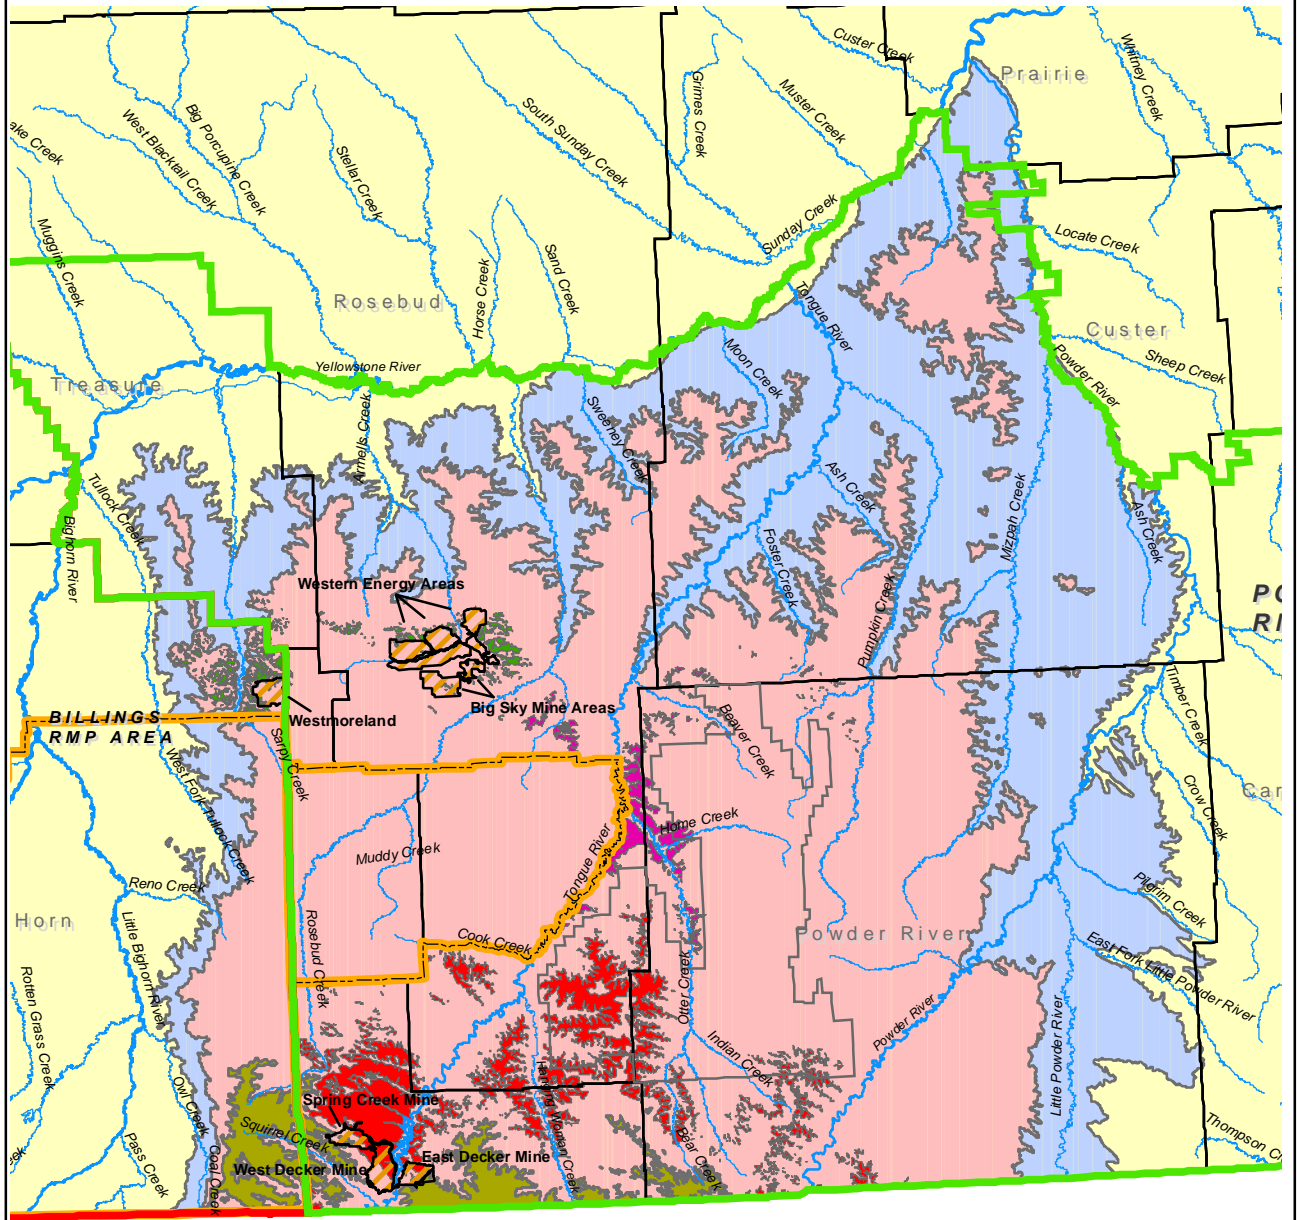 Custer Creek
Prairie
Whitney Creek
Grimes Creek
Muster Creek
South Sunday Creek
Big Porcupine Creek
West Blacktail Creek
Stellar Creek
ake Creek
Muggins Creek
Sunday Creek
Locate Creek
Horse Creek
Sand Creek
Rosebud
Tongue River
Custer
Sheep Creek
Powder River
Yellowstone River
Treasure
Moon Creek
Armells Creek
Sweeney Creek
Tullock Creek
Ash Creek
Mizpah Creek
Ash Creek
Bighorn River
Foster Creek
Western Energy Areas
Pumpkin Creek
PO
RI
Big Sky Mine Areas
Westmoreland
BILLINGS
RMP AREA
Beaver Creek
Timber Creek
Sarpy Creek
West Fork Tullock Creek
Crow Creek
Car
Home Creek
Muddy Creek
Tongue River
Reno Creek
Pilgrim Creek
Horn
Little Bighorn River
Rosebud Creek
Cook Creek
Powder River
East Fork Little Powder River
Otter Creek
Rotten Grass Creek
Powder River
Little Powder River
Indian Creek
Owl Creek
Spring Creek Mine
Hanging Woman Creek
Squirrel Creek
Bear Creek
Thompson C
East Decker Mine
West Decker Mine
Pass Creek
Coal Creek